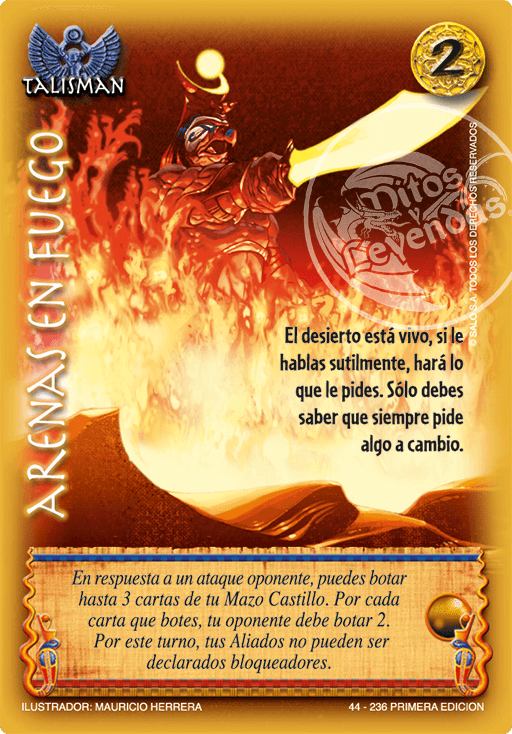 TALISMAN
2
ARENAS EN FUEGO
Mitos
y
Leyendas
© SALO S.A. TODOS LOS DERECHOS RESERVADOS
El desierto está vivo, si le
hablas sutilmente, hará lo
que le pides. Sólo debes
saber que siempre pide
algo a cambio.
En respuesta a un ataque oponente, puedes botar
hasta 3 cartas de tu Mazo Castillo. Por cada
carta que botes, tu oponente debe botar 2.
Por este turno, tus Aliados no pueden ser
declarados bloqueadores.
ILUSTRADOR: MAURICIO HERRERA
44 - 236 PRIMERA EDICION